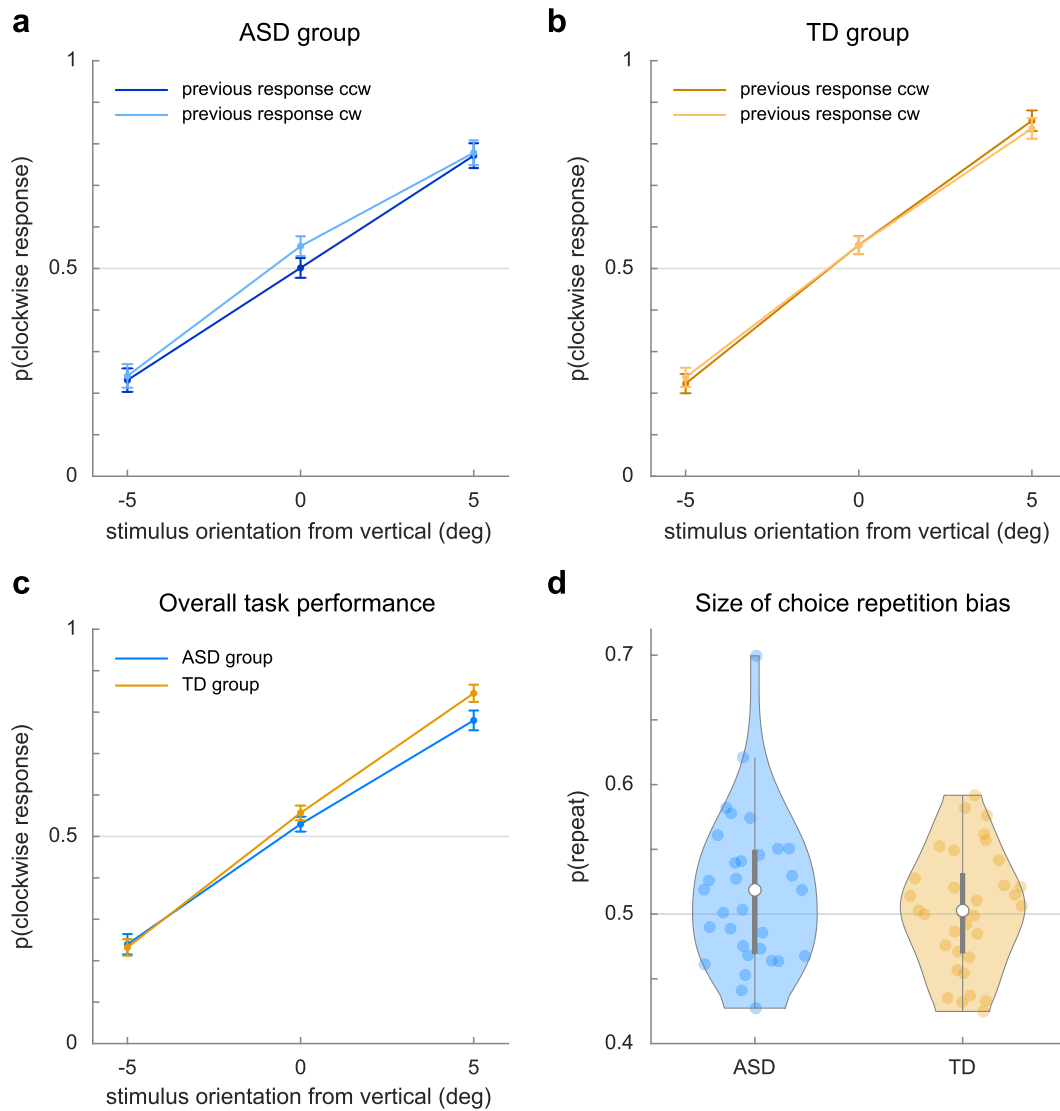 a
ASD group
1
previous response ccw
previous response cw
0.5
0
p(clockwise response)
-5 0 5
stimulus orientation from vertical (deg)
b
TD group
1
previous response ccw
previous response cw
0.5
0
p(clockwise response)
-5 0 5
stimulus orientation from vertical (deg)
c
Overall task performance
1
ASD group
TD group
0.5
0
p(clockwise response)
-5 0 5
stimulus orientation from vertical (deg)
d
Size of choice repetition bias
0.7
0.6
0.5
0.4
p(repeat)
ASD TD